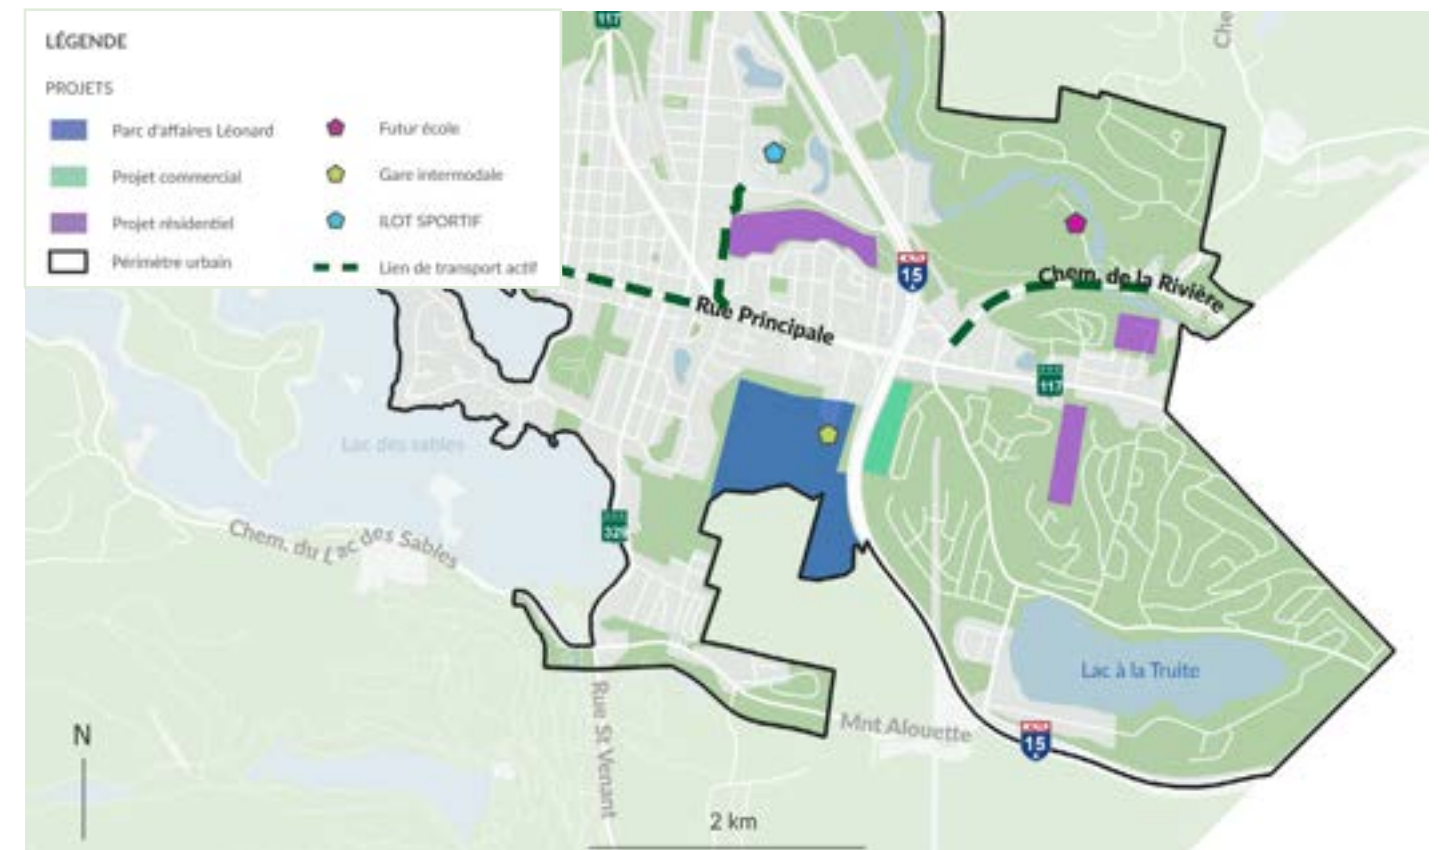 LÉGENDE
PROJETS
Parc d'affaires Léonard
Projet commercial
Projet résidentiel
Périmètre urbain
Futur école
Gare intermodale
ILOT SPORTIF
Lien de transport actif
117
Che
15
Chem. de la Rivière
Rue Principale
117
Lac des sables
Chem. du Lac des Sables
329
Lac à la Truite
Rue St Venant
Mnt Alouette
15
N
2 km